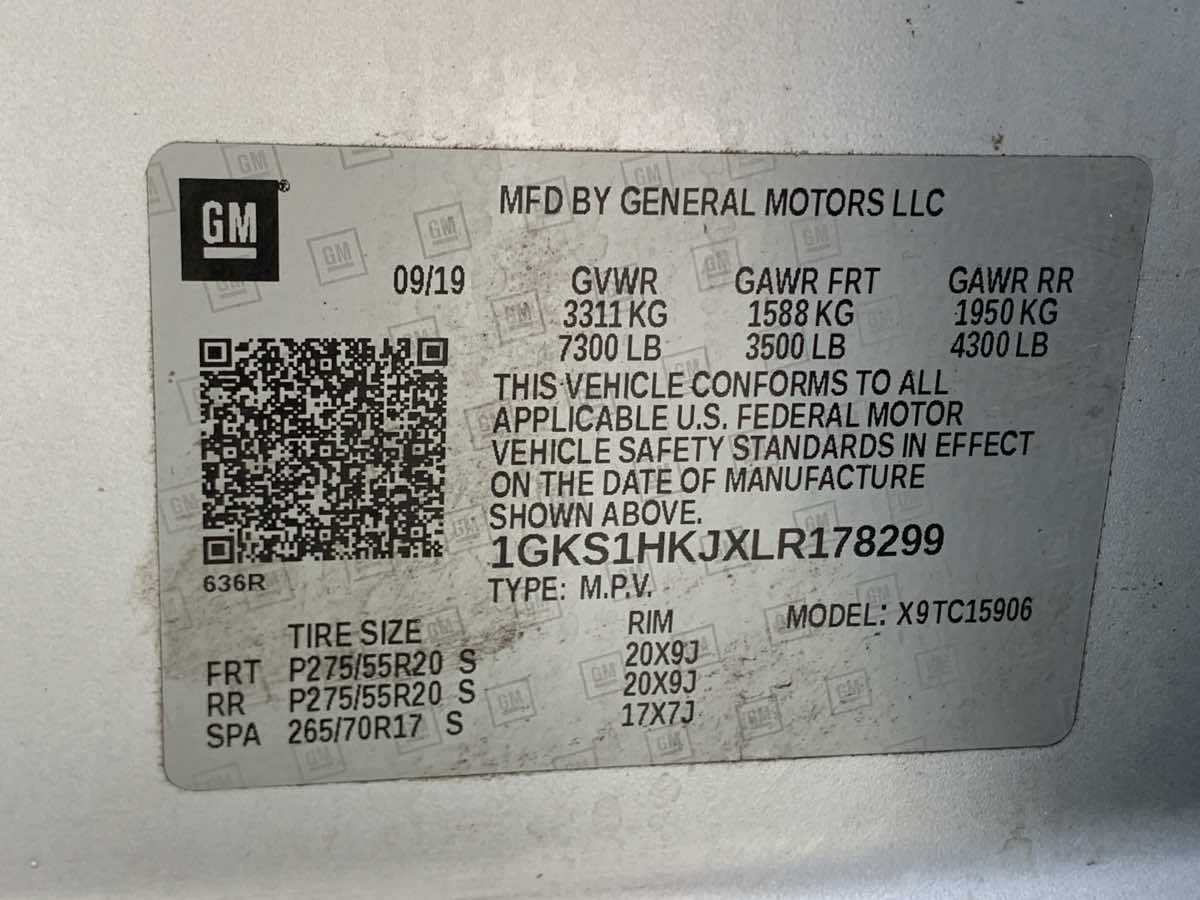 GM
MFD BY GENERAL MOTORS LLC
09/19 GVWR GAWR FRT GAWR RR
3311 KG 1588 KG 1950 KG
7300 LB 3500 LB 4300 LB
THIS VEHICLE CONFORMS TO ALL
APPLICABLE U.S. FEDERAL MOTOR
VEHICLE SAFETY STANDARDS IN EFFECT
ON THE DATE OF MANUFACTURE
SHOWN ABOVE.
1GKS1HKJXLR178299
636R
TYPE: M.P.V.
MODEL: X9TC15906
TIRE SIZE RIM
FRT P275/55R20 S 20X9J
RR P275/55R20 S 20X9J
SPA 265/70R17 S 17X7J